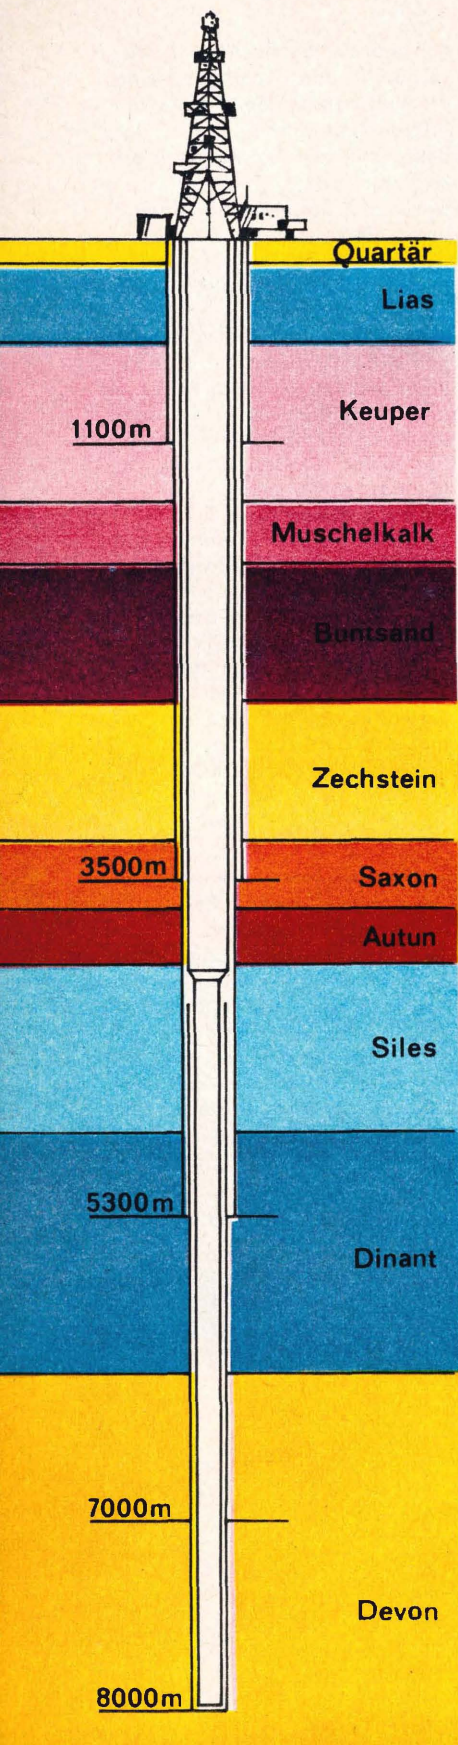 Quartär
Lias
Keuper
1100m
Muschelkalk
Buntsand
Zechstein
3500m
Saxon
Autun
Siles
5300m
Dinant
7000m
Devon
8000m